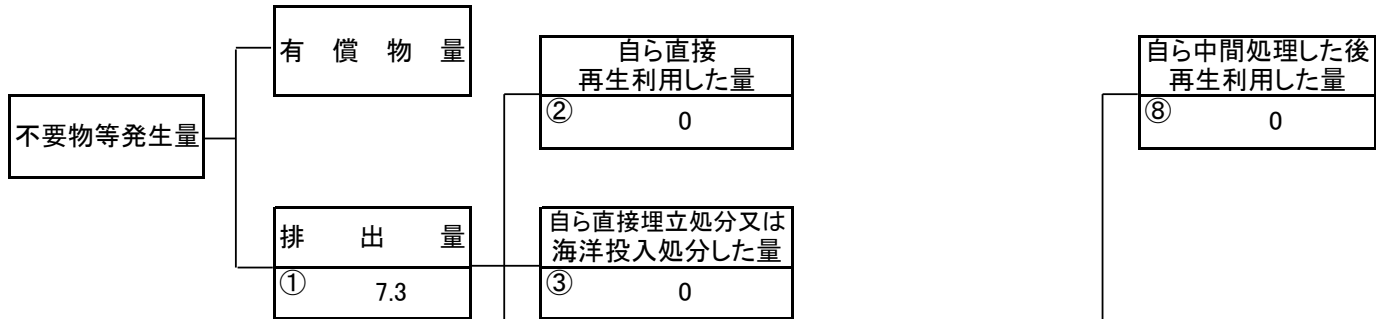 有償物量
自ら直接
再生利用した量
② 0
自ら中間処理した後
再生利用した量
⑧ 0
不要物等発生量
排出量
① 7.3
自ら直接埋立処分又は
海洋投入処分した量
③ 0